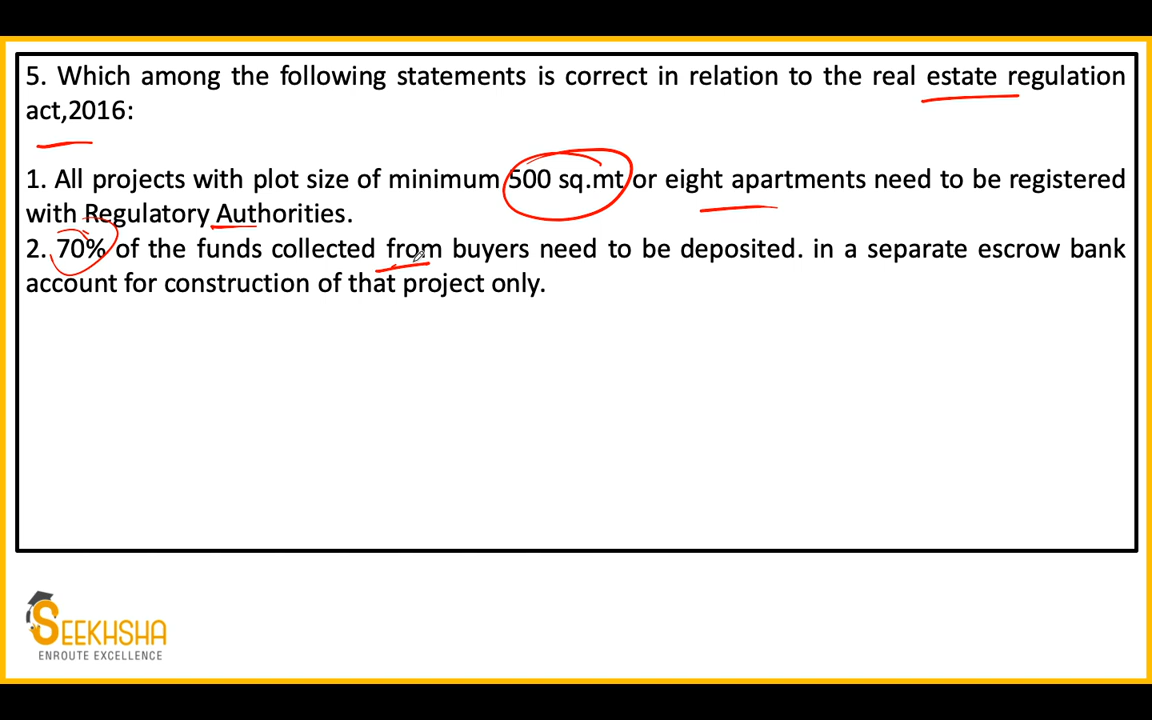 5. Which among the following statements is correct in relation to the real estate regulation
act,2016:
1. All projects with plot size of minimum 500 sq.mt or eight apartments need to be registered
with Regulatory Authorities.
2. 70% of the funds collected from buyers need to be deposited. in a separate escrow bank
account for construction of that project only.
SEEKHSHA
ENROUTE EXCELLENCE